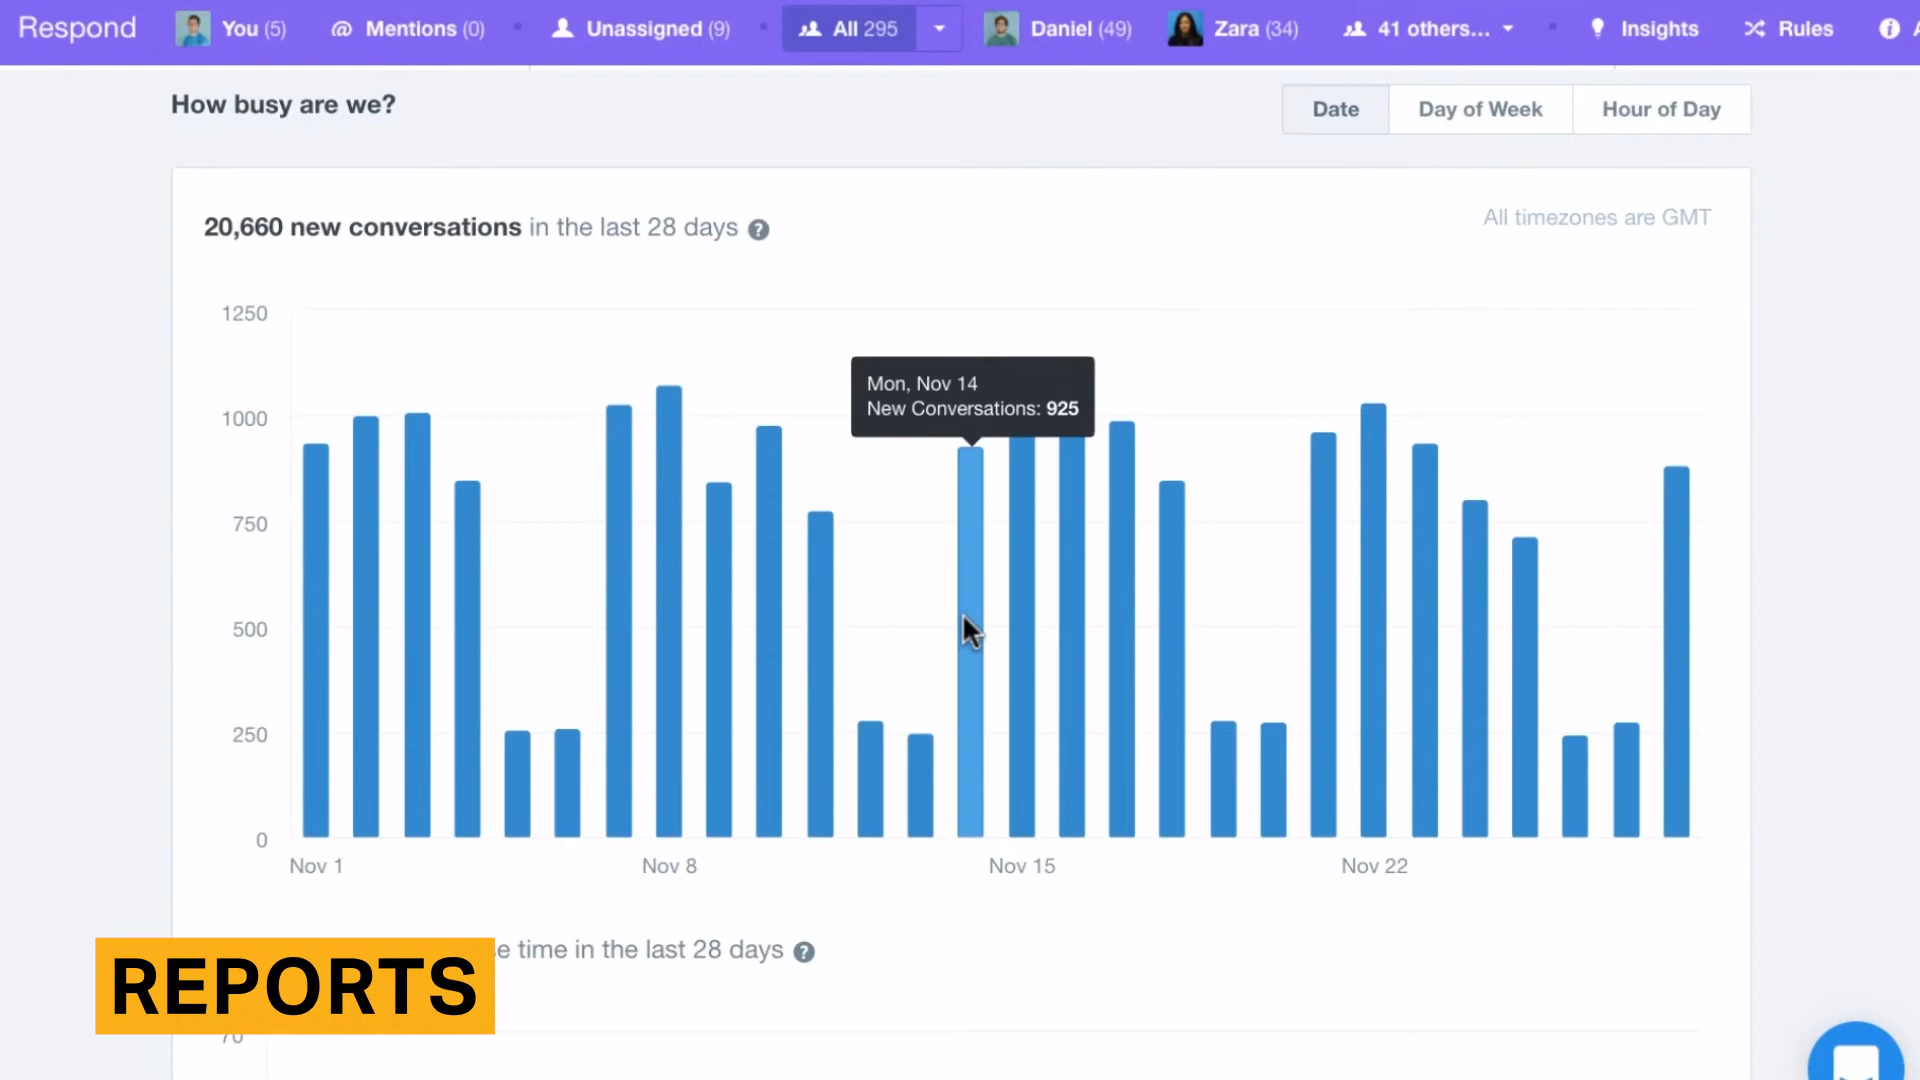 Respond You (5) @ Mentions (0) Unassigned (9) All 295 Daniel (49) Zara (34) 41 others... Insights Rules
How busy are we?
Date Day of Week Hour of Day
20,660 new conversations in the last 28 days ?
All timezones are GMT
1250
1000
750
500
250
0
Mon, Nov 14
New Conversations: 925
Nov 1 Nov 8 Nov 15 Nov 22
time in the last 28 days ?
REPORTS
70